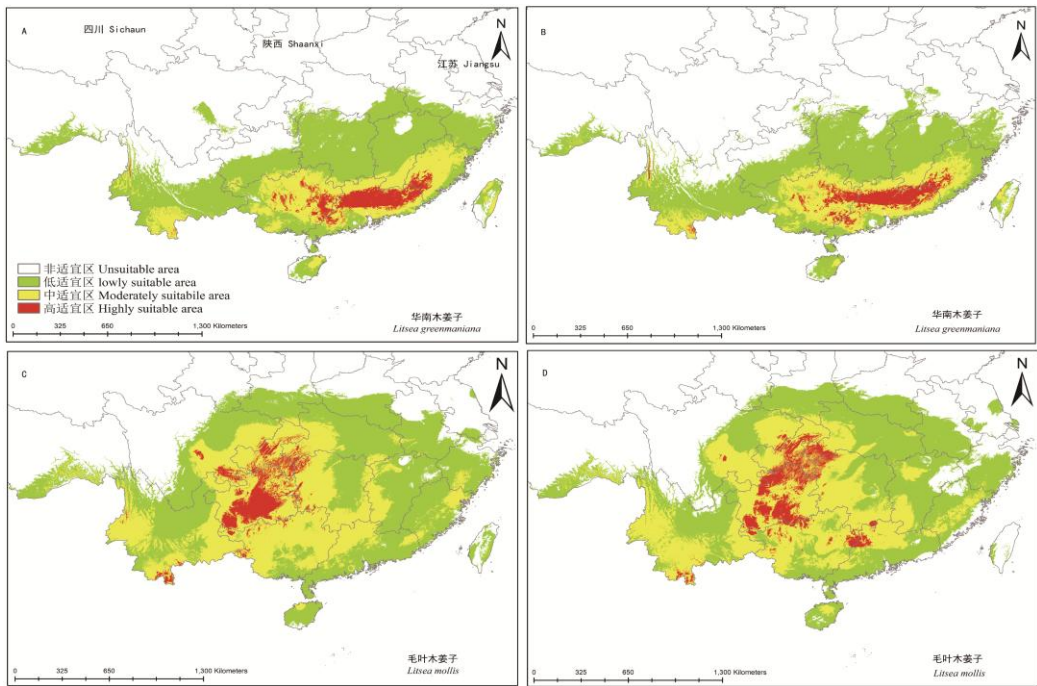 A
四川 Sichaun
陕西 Shaanxi
江苏 Jiangsu
N
非适宜区 Unsuitable area
低适宜区 lowly suitable area
中适宜区 Moderately suitabile area
高适宜区 Highly suitable area
0 325 650 1,300 Kilometers
华南木姜子
Litsea greenmaniana
B
N
0 325 650 1,300 Kilometers
华南木姜子
Litsea greenmaniana
C
N
0 325 650 1,300 Kilometers
毛叶木姜子
Litsea mollis
D
N
0 325 650 1,300 Kilometers
毛叶木姜子
Litsea mollis